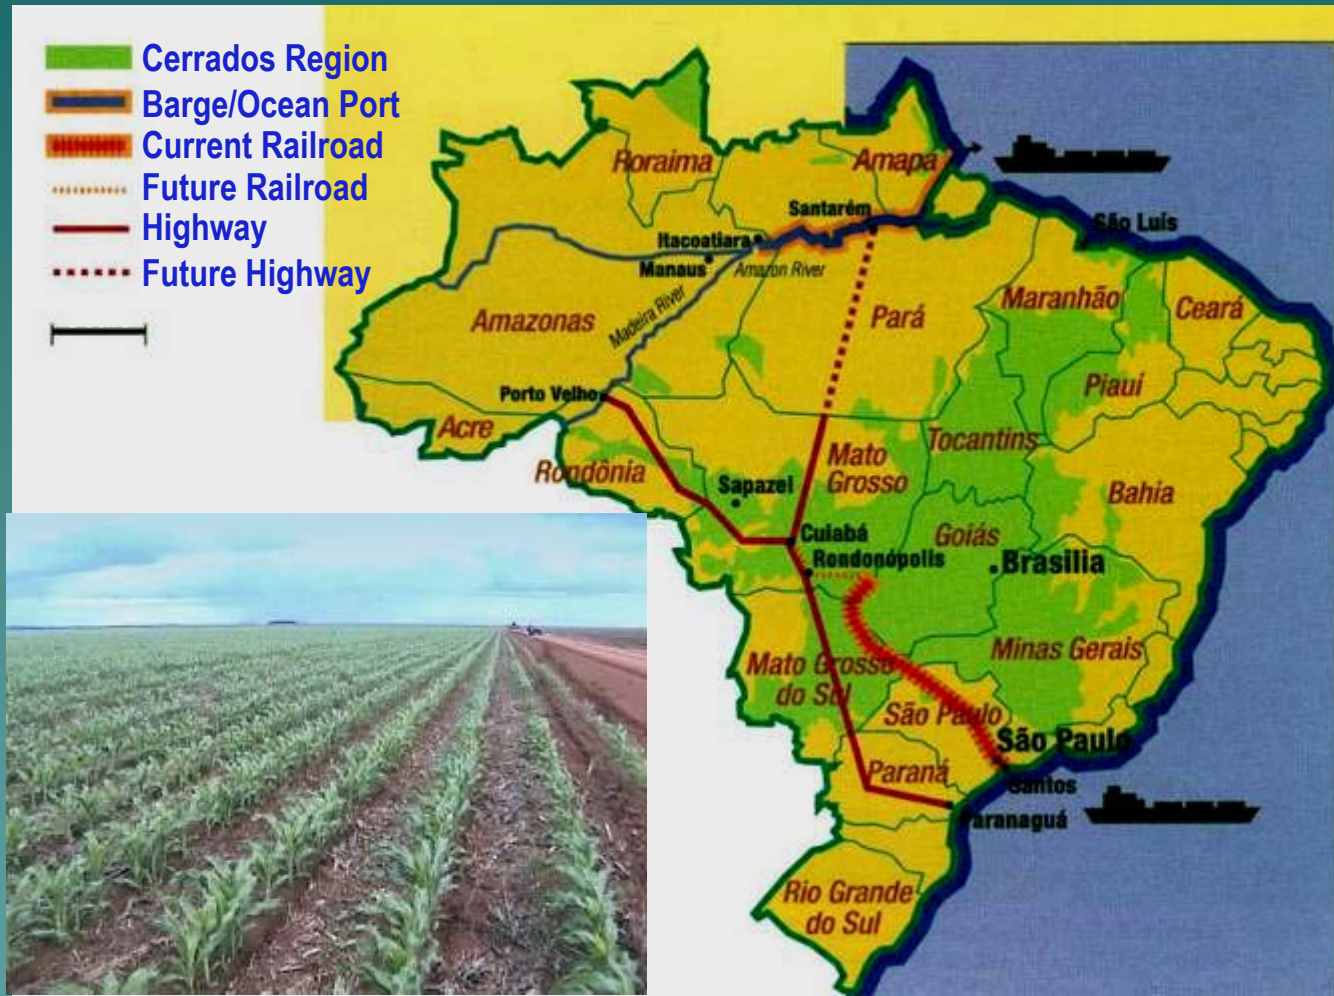 Cerrados Region
Barge/Ocean Port
Current Railroad
Future Railroad
Highway
Future Highway
Roraima
Amapa
Santarém
São Luís
Itacoatiara
Manaus
Amazon River
Madeira River
Amazonas
Pará
Maranhão
Ceará
Piauí
Porto Velho
Acre
Rondônia
Tocantins
Mato
Grosso
Sapazei
Bahia
Cuiabá
Goiás
Rondonópolis
Brasilia
Mato Grosso
do Sul
Minas Gerais
São Paulo
São Paulo
Paraná
Santos
Paranaguá
Rio Grande
do Sul